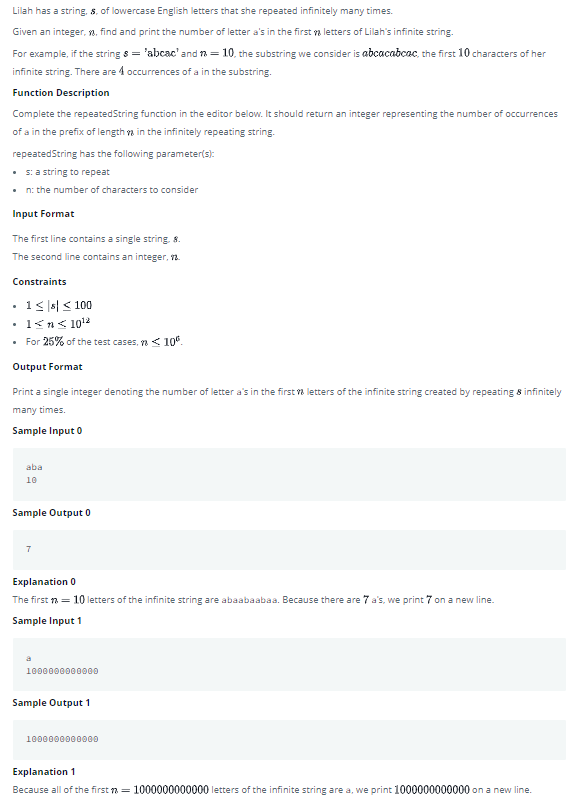 Lilah has a string, s, of lowercase English letters that she repeated infinitely many times.
Given an integer, n, find and print the number of letter a's in the first n letters of Lilah's infinite string.
For example, if the string s = 'abcac' and n = 10, the substring we consider is abcacabcac, the first 10 characters of her
infinite string. There are 4 occurrences of a in the substring.
Function Description
Complete the repeatedString function in the editor below. It should return an integer representing the number of occurrences
of a in the prefix of length n in the infinitely repeating string.
repeatedString has the following parameter(s):
• s: a string to repeat
• n: the number of characters to consider
Input Format
The first line contains a single string, s.
The second line contains an integer, n.
Constraints
• 1 ≤ |s| ≤ 100
• 1 ≤ n ≤ 10¹²
• For 25% of the test cases, n ≤ 10⁶.
Output Format
Print a single integer denoting the number of letter a's in the first n letters of the infinite string created by repeating s infinitely
many times.
Sample Input 0
aba
10
Sample Output 0
7
Explanation 0
The first n = 10 letters of the infinite string are abaabaabaa. Because there are 7 a's, we print 7 on a new line.
Sample Input 1
a
1000000000000
Sample Output 1
1000000000000
Explanation 1
Because all of the first n = 1000000000000 letters of the infinite string are a, we print 1000000000000 on a new line.